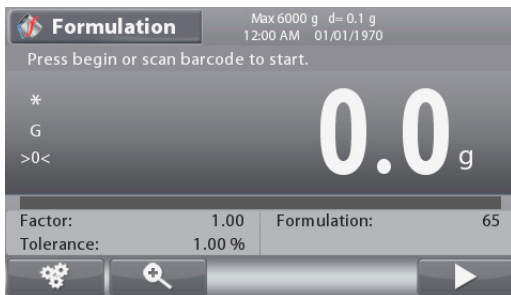 Formulation
Max 6000 g d= 0.1 g
12:00 AM 01/01/1970
Press begin or scan barcode to start.
*
G
>0<
0.0 g
Factor: 1.00 Formulation: 65
Tolerance: 1.00 %